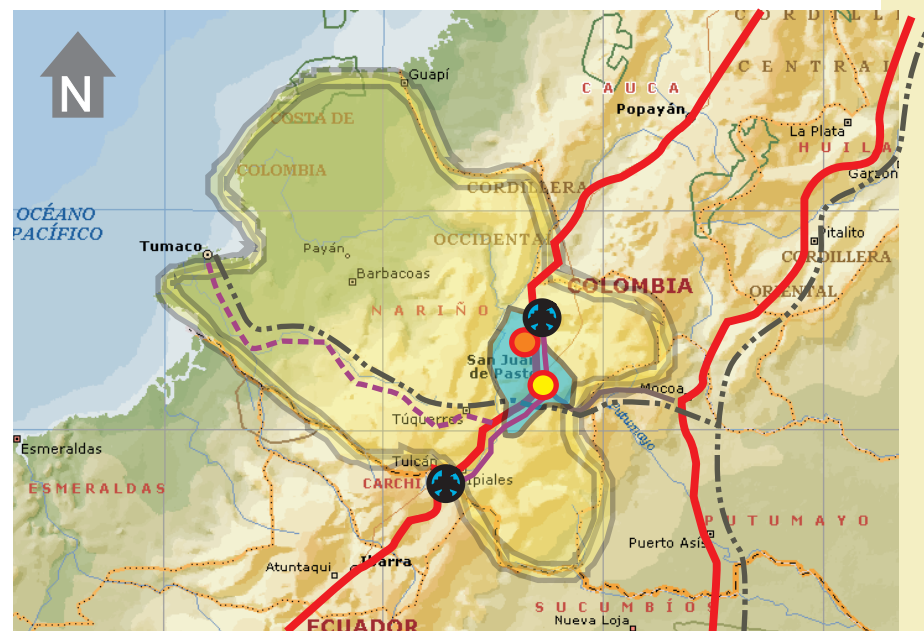 CORDILLE
N
Guapí
CENTRAL
CAUCA
Popayán
COSTA DE
La Plata
HUILA
COLOMBIA
Garzón
CORDILLERA
OCÉANO
PACÍFICO
Tumaco
Payán
OCCIDENTAL
Pitalito
CORDILLERA
Barbacoas
COLOMBIA
ORIENTAL
NARIÑO
San Juan
de Pasto
Mocoa
Putumayo
Túquerres
Esmeraldas
Tulcán
ESMERALDAS
CARCHI
piales
PUTUMAYO
Puerto Asís
Ibarra
Atuntaqui
SUCUMBÍOS
ECUADOR
Nueva Loja